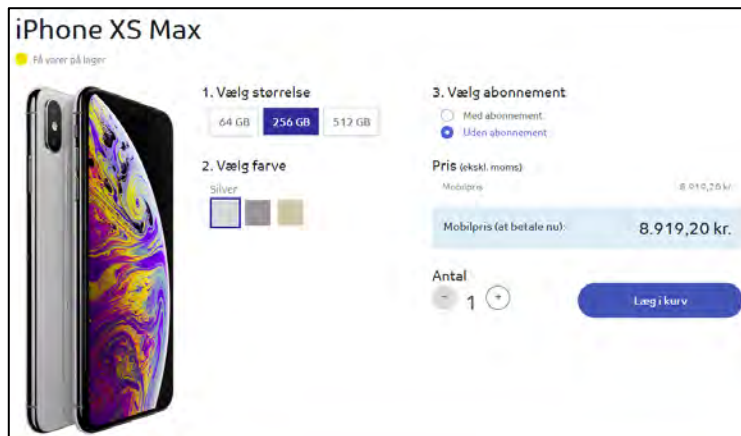 iPhone XS Max
Få varer på lager
1. Vælg størrelse
64 GB
256 GB
512 GB
2. Vælg farve
Silver
3. Vælg abonnement
Med abonnement
Uden abonnement
Pris (ekskl. moms)
Mobilpris
8.919,20 kr.
Mobilpris (at betale nu)
8.919,20 kr.
Antal
- 1 +
Læg i kurv